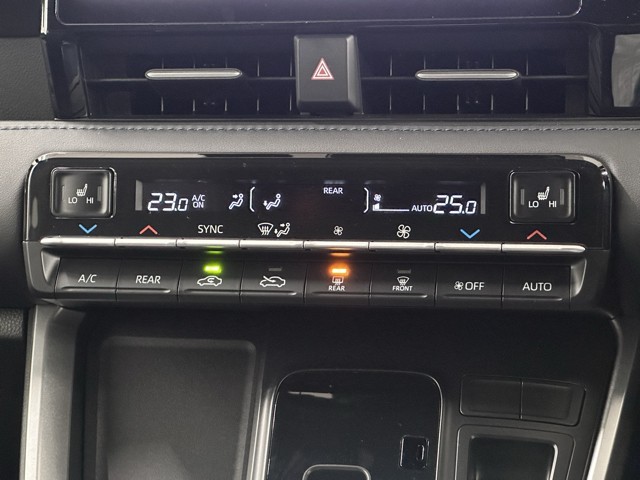 LO HI
23.0 A/C ON
REAR
AUTO 25.0
LO HI
SYNC
A/C REAR REAR FRONT OFF AUTO